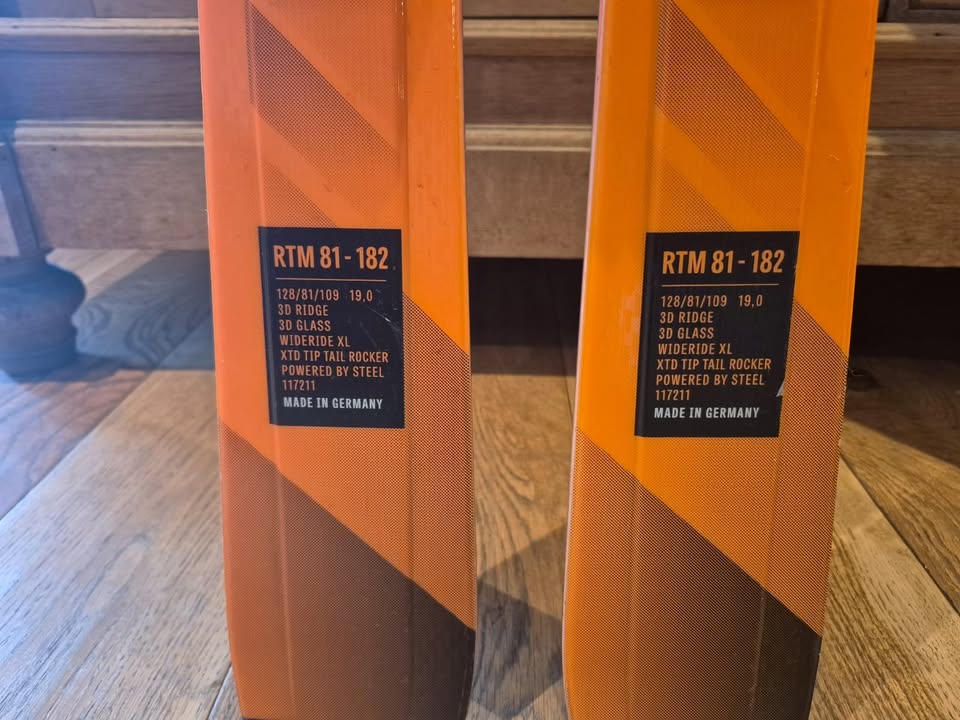 RTM 81 - 182
128/81/109 19,0
3D RIDGE
3D GLASS
WIDERIDE XL
XTD TIP TAIL ROCKER
POWERED BY STEEL
117211
MADE IN GERMANY
RTM 81 - 182
128/81/109 19,0
3D RIDGE
3D GLASS
WIDERIDE XL
XTD TIP TAIL ROCKER
POWERED BY STEEL
117211
MADE IN GERMANY